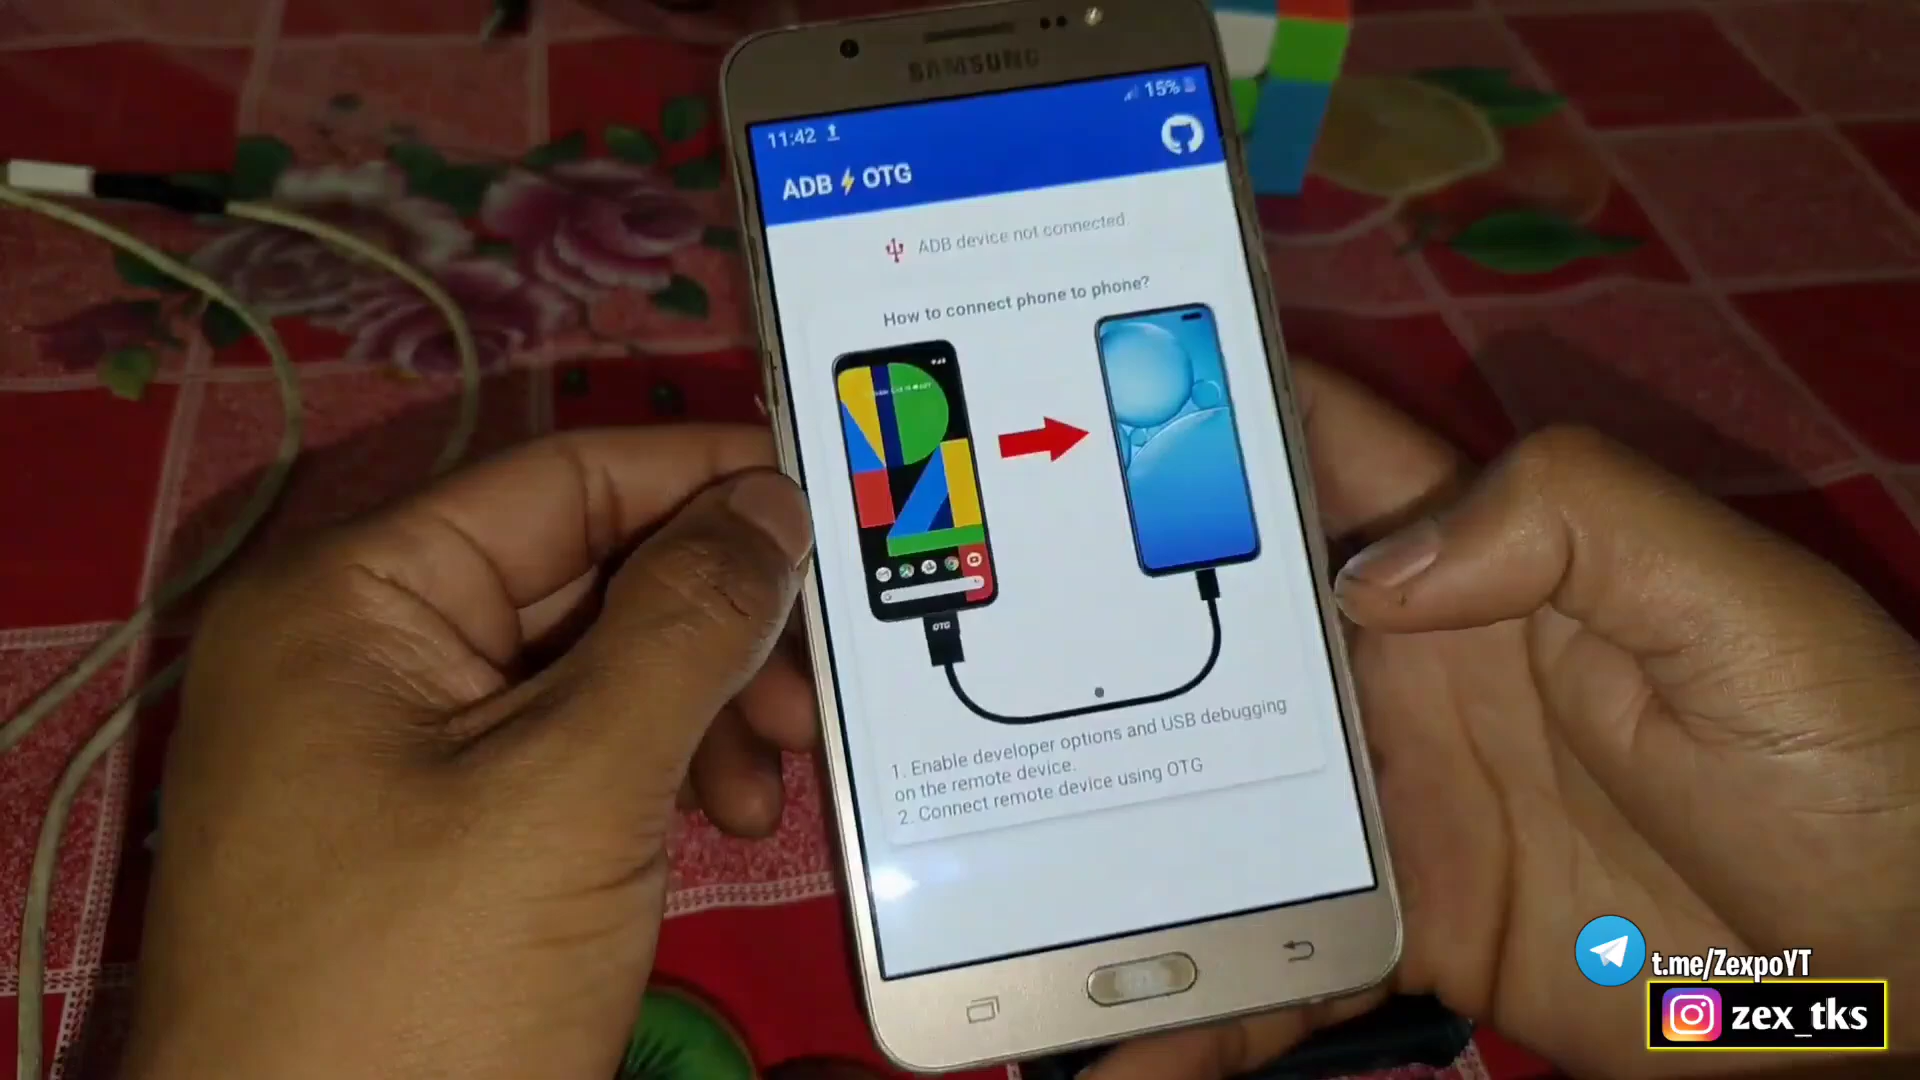 SAMSUNG
11:42
15%
ADB⚡OTG
ADB device not connected.
How to connect phone to phone?
OTG
1. Enable developer options and USB debugging
on the remote device.
2. Connect remote device using OTG
t.me/ZexpoYT
zex_tks